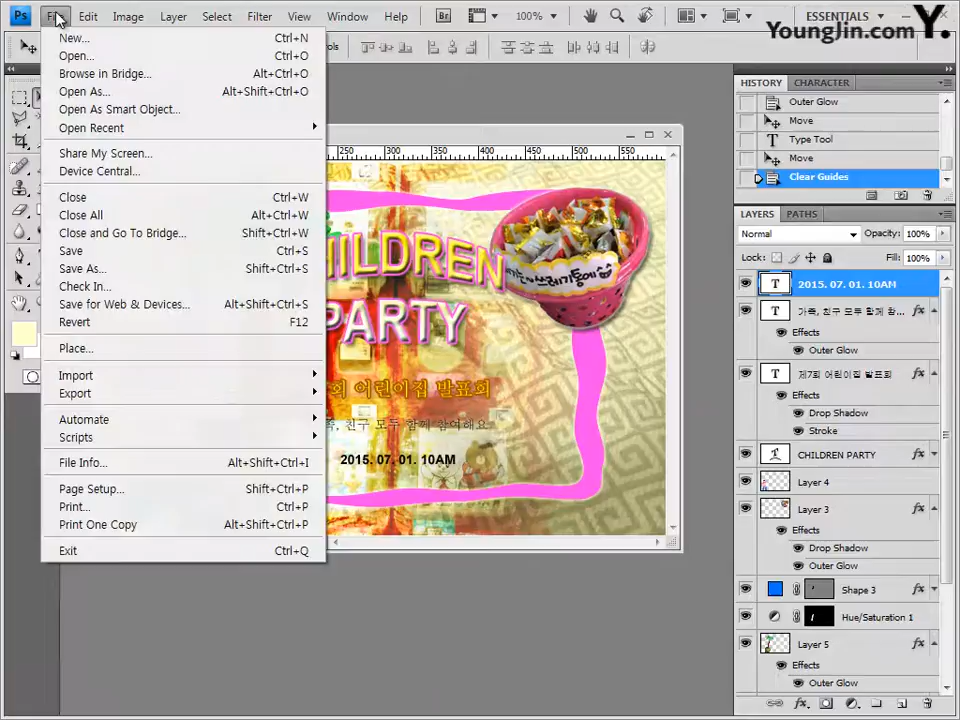 Ps File Edit Image Layer Select Filter View Window Help Br 100% ESSENTIALS
YoungJin.com Y.
New... Ctrl+N
Open... Ctrl+O
Browse in Bridge... Alt+Ctrl+O
Open As... Alt+Shift+Ctrl+O
Open As Smart Object...
Open Recent
Share My Screen...
Device Central...
Close Ctrl+W
Close All Alt+Ctrl+W
Close and Go To Bridge... Shift+Ctrl+W
Save Ctrl+S
Save As... Shift+Ctrl+S
Check In...
Save for Web & Devices... Alt+Shift+Ctrl+S
Revert F12
Place...
Import
Export
Automate
Scripts
File Info... Alt+Shift+Ctrl+I
Page Setup... Shift+Ctrl+P
Print... Ctrl+P
Print One Copy Alt+Shift+Ctrl+P
Exit Ctrl+Q
250 300 350 400 450 500 550
HILDREN
PARTY
회 어린이집 발표회
족, 친구 모두 함께 참여해요
2015. 07. 01. 10AM
HISTORY CHARACTER
Outer Glow
Move
Type Tool
Move
Clear Guides
LAYERS PATHS
Normal Opacity: 100%
Lock: Fill: 100%
T 2015. 07. 01. 10AM
T 가족, 친구 모두 함께 참... fx
Effects
Outer Glow
T 제7회 어린이집 발표회 fx
Effects
Drop Shadow
Stroke
CHILDREN PARTY fx
Layer 4
Layer 3 fx
Effects
Drop Shadow
Outer Glow
Shape 3 fx
Hue/Saturation 1
Layer 5 fx
Effects
Outer Glow